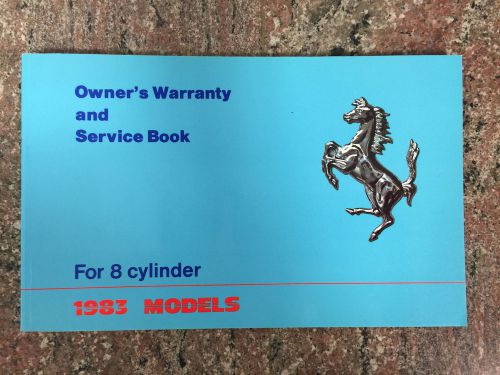 Owner's Warranty
and
Service Book
For 8 cylinder
1983 MODELS